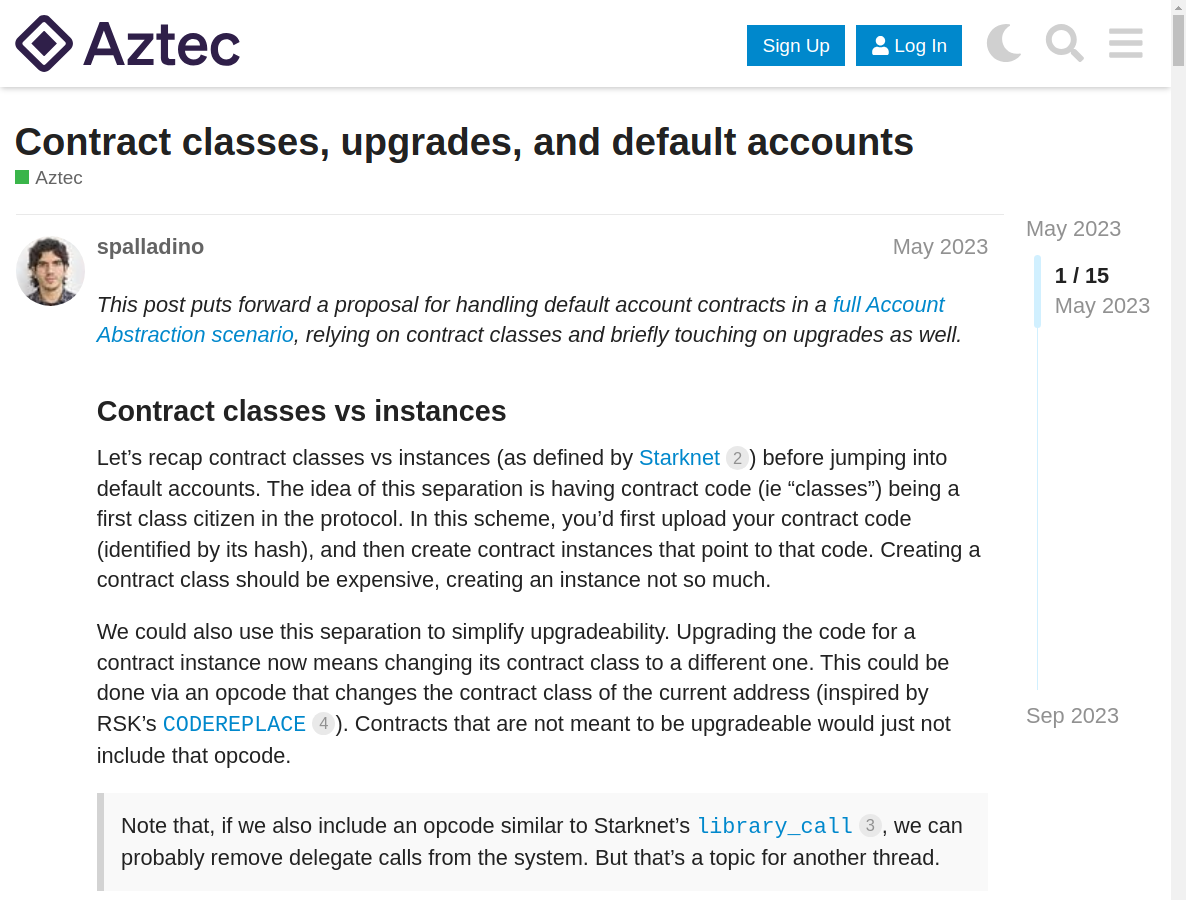 Aztec
Sign Up
Log In
Contract classes, upgrades, and default accounts
Aztec
spalladino
May 2023
This post puts forward a proposal for handling default account contracts in a full Account
Abstraction scenario, relying on contract classes and briefly touching on upgrades as well.
Contract classes vs instances
Let’s recap contract classes vs instances (as defined by Starknet 2) before jumping into
default accounts. The idea of this separation is having contract code (ie “classes”) being a
first class citizen in the protocol. In this scheme, you’d first upload your contract code
(identified by its hash), and then create contract instances that point to that code. Creating a
contract class should be expensive, creating an instance not so much.
We could also use this separation to simplify upgradeability. Upgrading the code for a
contract instance now means changing its contract class to a different one. This could be
done via an opcode that changes the contract class of the current address (inspired by
RSK’s CODEREPLACE 4). Contracts that are not meant to be upgradeable would just not
include that opcode.
Note that, if we also include an opcode similar to Starknet’s library_call 3, we can
probably remove delegate calls from the system. But that’s a topic for another thread.
May 2023
1 / 15
May 2023
Sep 2023